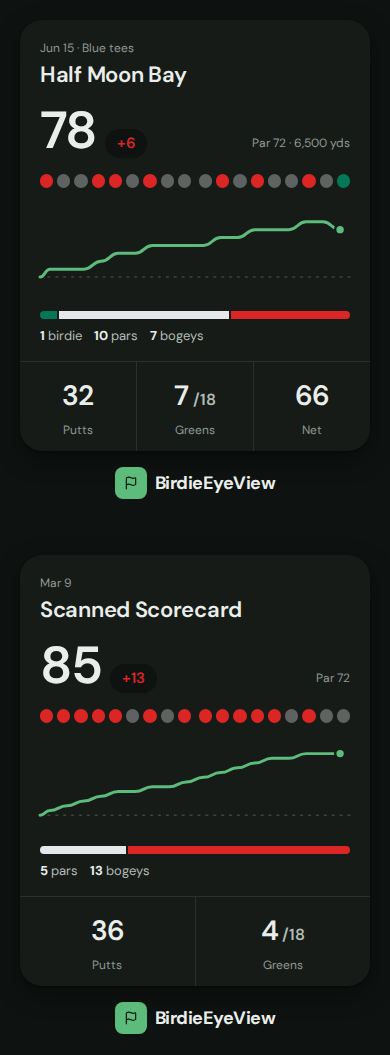 Jun 15 · Blue tees
Half Moon Bay
78 +6 Par 72 · 6,500 yds
1 birdie 10 pars 7 bogeys
32 7 /18 66
Putts Greens Net
BirdieEyeView
Mar 9
Scanned Scorecard
85 +13 Par 72
5 pars 13 bogeys
36 4 /18
Putts Greens
BirdieEyeView